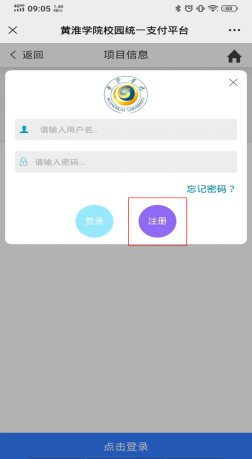 09:05
黄淮学院校园统一支付平台
返回 项目信息
请输入用户名..
请输入密码...
忘记密码？
登录 注册
点击登录